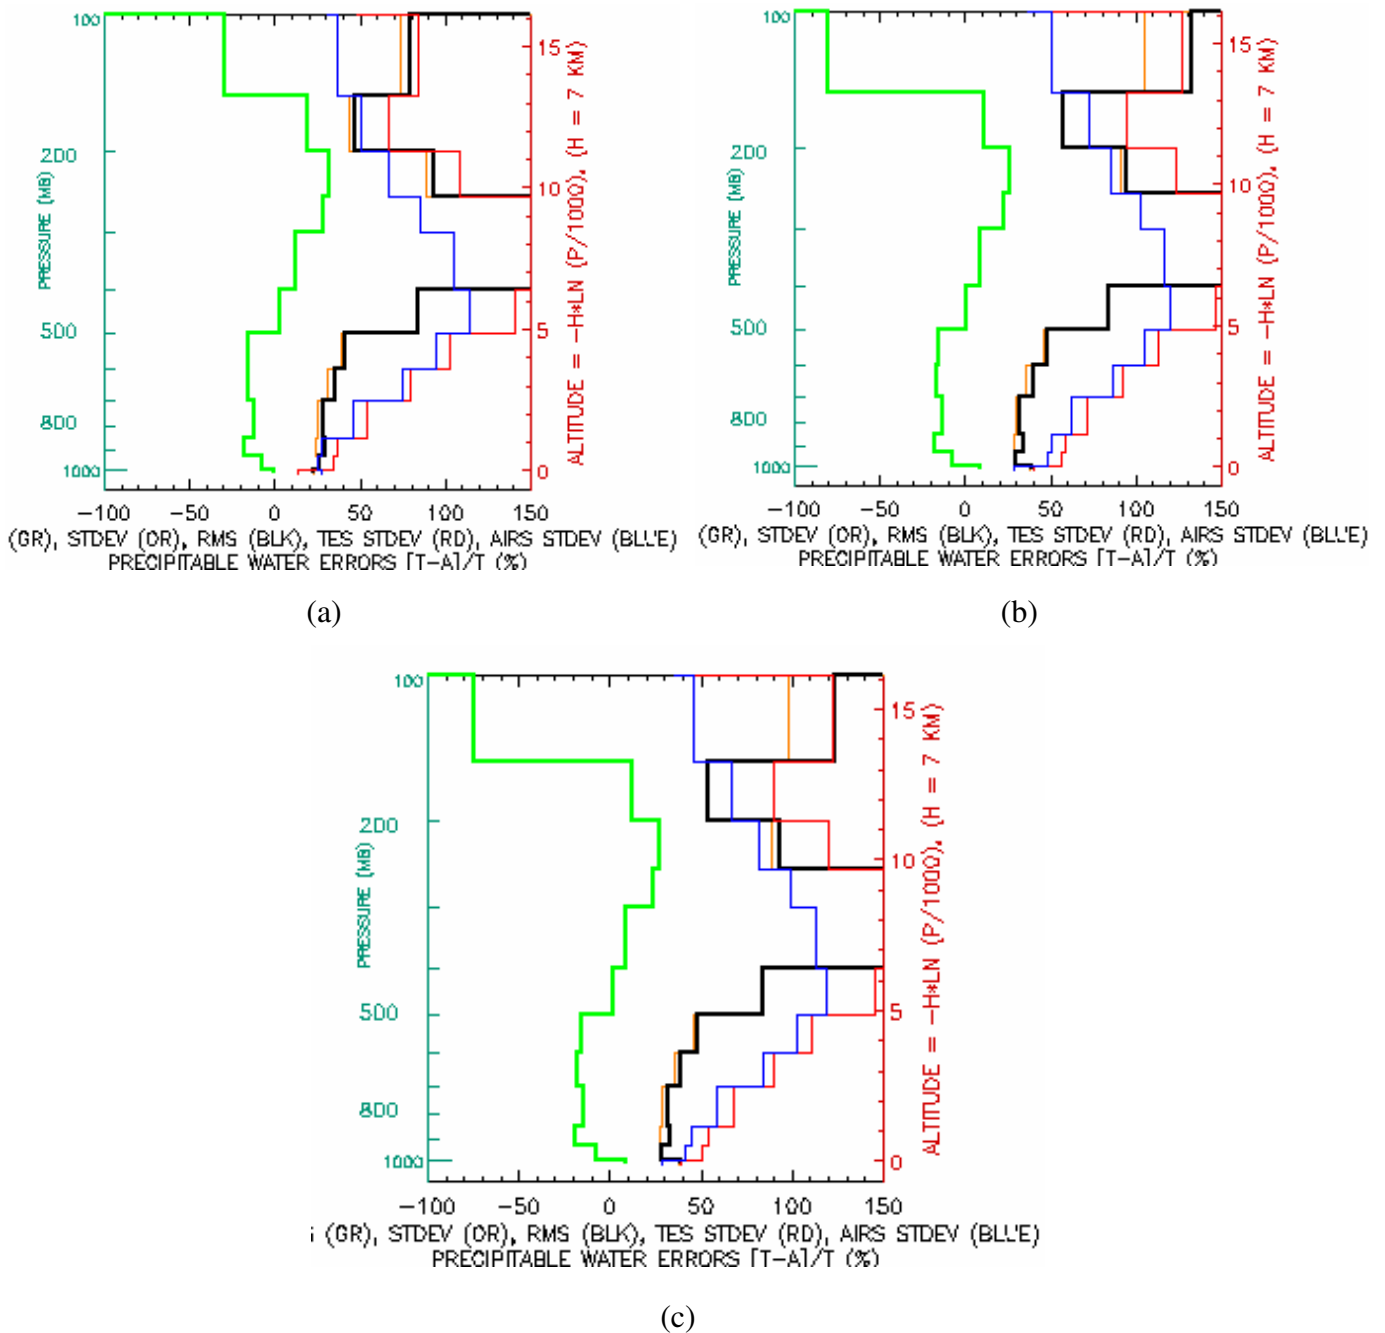 100
200
500
800
1000
PRESSURE (MB)
15
10
5
0
ALTITUDE = -H*LN (P/1000), (H = 7 KM)
-100 -50 0 50 100 150
(GR), STDEV (OR), RMS (BLK), TES STDEV (RD), AIRS STDEV (BLUE)
PRECIPITABLE WATER ERRORS [T-A]/T (%)
(a)
100
200
500
800
1000
PRESSURE (MB)
15
10
5
0
ALTITUDE = -H*LN (P/1000), (H = 7 KM)
-100 -50 0 50 100 150
(GR), STDEV (OR), RMS (BLK), TES STDEV (RD), AIRS STDEV (BLUE)
PRECIPITABLE WATER ERRORS [T-A]/T (%)
(b)
100
200
500
800
1000
PRESSURE (MB)
15
10
5
0
ALTITUDE = -H*LN (P/1000), (H = 7 KM)
-100 -50 0 50 100 150
(GR), STDEV (OR), RMS (BLK), TES STDEV (RD), AIRS STDEV (BLUE)
PRECIPITABLE WATER ERRORS [T-A]/T (%)
(c)